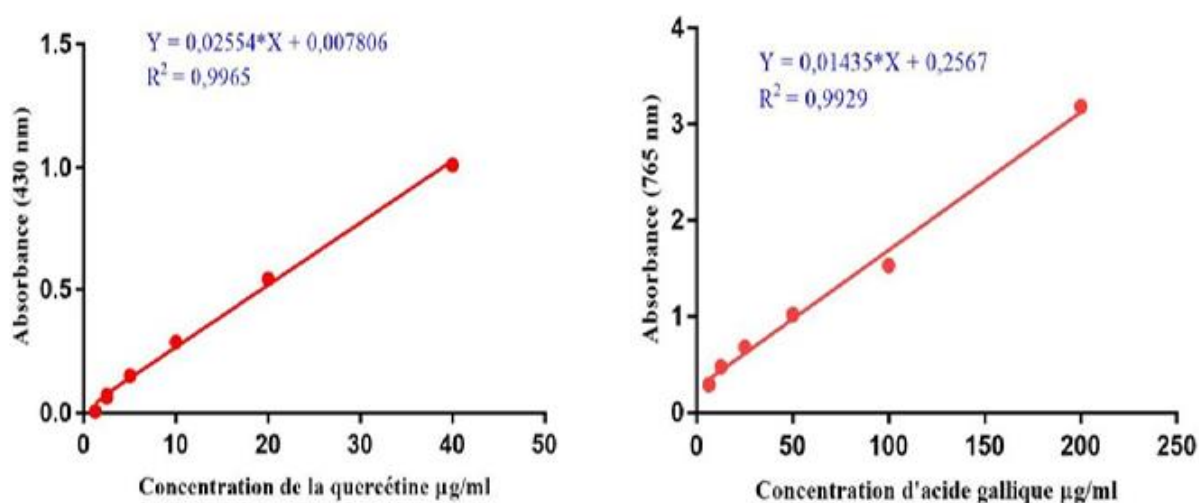 Y = 0,02554*X + 0,007806
R² = 0,9965
Absorbance (430 nm)
1.5
1.0
0.5
0.0
0 10 20 30 40 50
Concentration de la quercétine µg/ml
Y = 0,01435*X + 0,2567
R² = 0,9929
Absorbance (765 nm)
4
3
2
1
0
0 50 100 150 200 250
Concentration d'acide gallique µg/ml